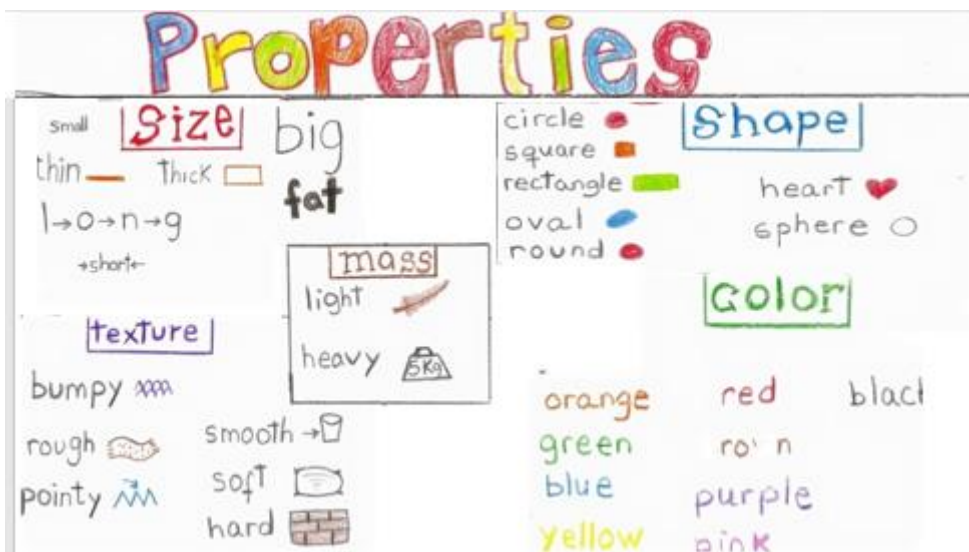 Properties
Size
small
big
thin
thick
fat
l→o→n→g
→short←
Shape
circle
square
rectangle
oval
round
heart
sphere
mass
light
heavy
5kg
texture
bumpy
rough
pointy
smooth →
soft
hard
color
orange
green
blue
yellow
red
purple
pink